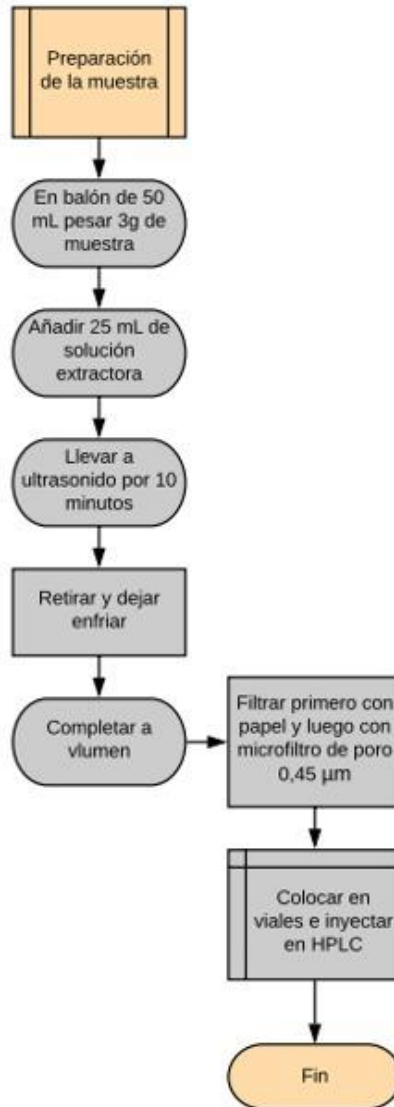 Preparación
de la muestra
En balón de 50
mL pesar 3g de
muestra
Añadir 25 mL de
solución
extractora
Llevar a
ultrasonido por 10
minutos
Retirar y dejar
enfriar
Completar a
vlumen
Filtrar primero con
papel y luego con
microfiltro de poro
0,45 µm
Colocar en
viales e inyectar
en HPLC
Fin